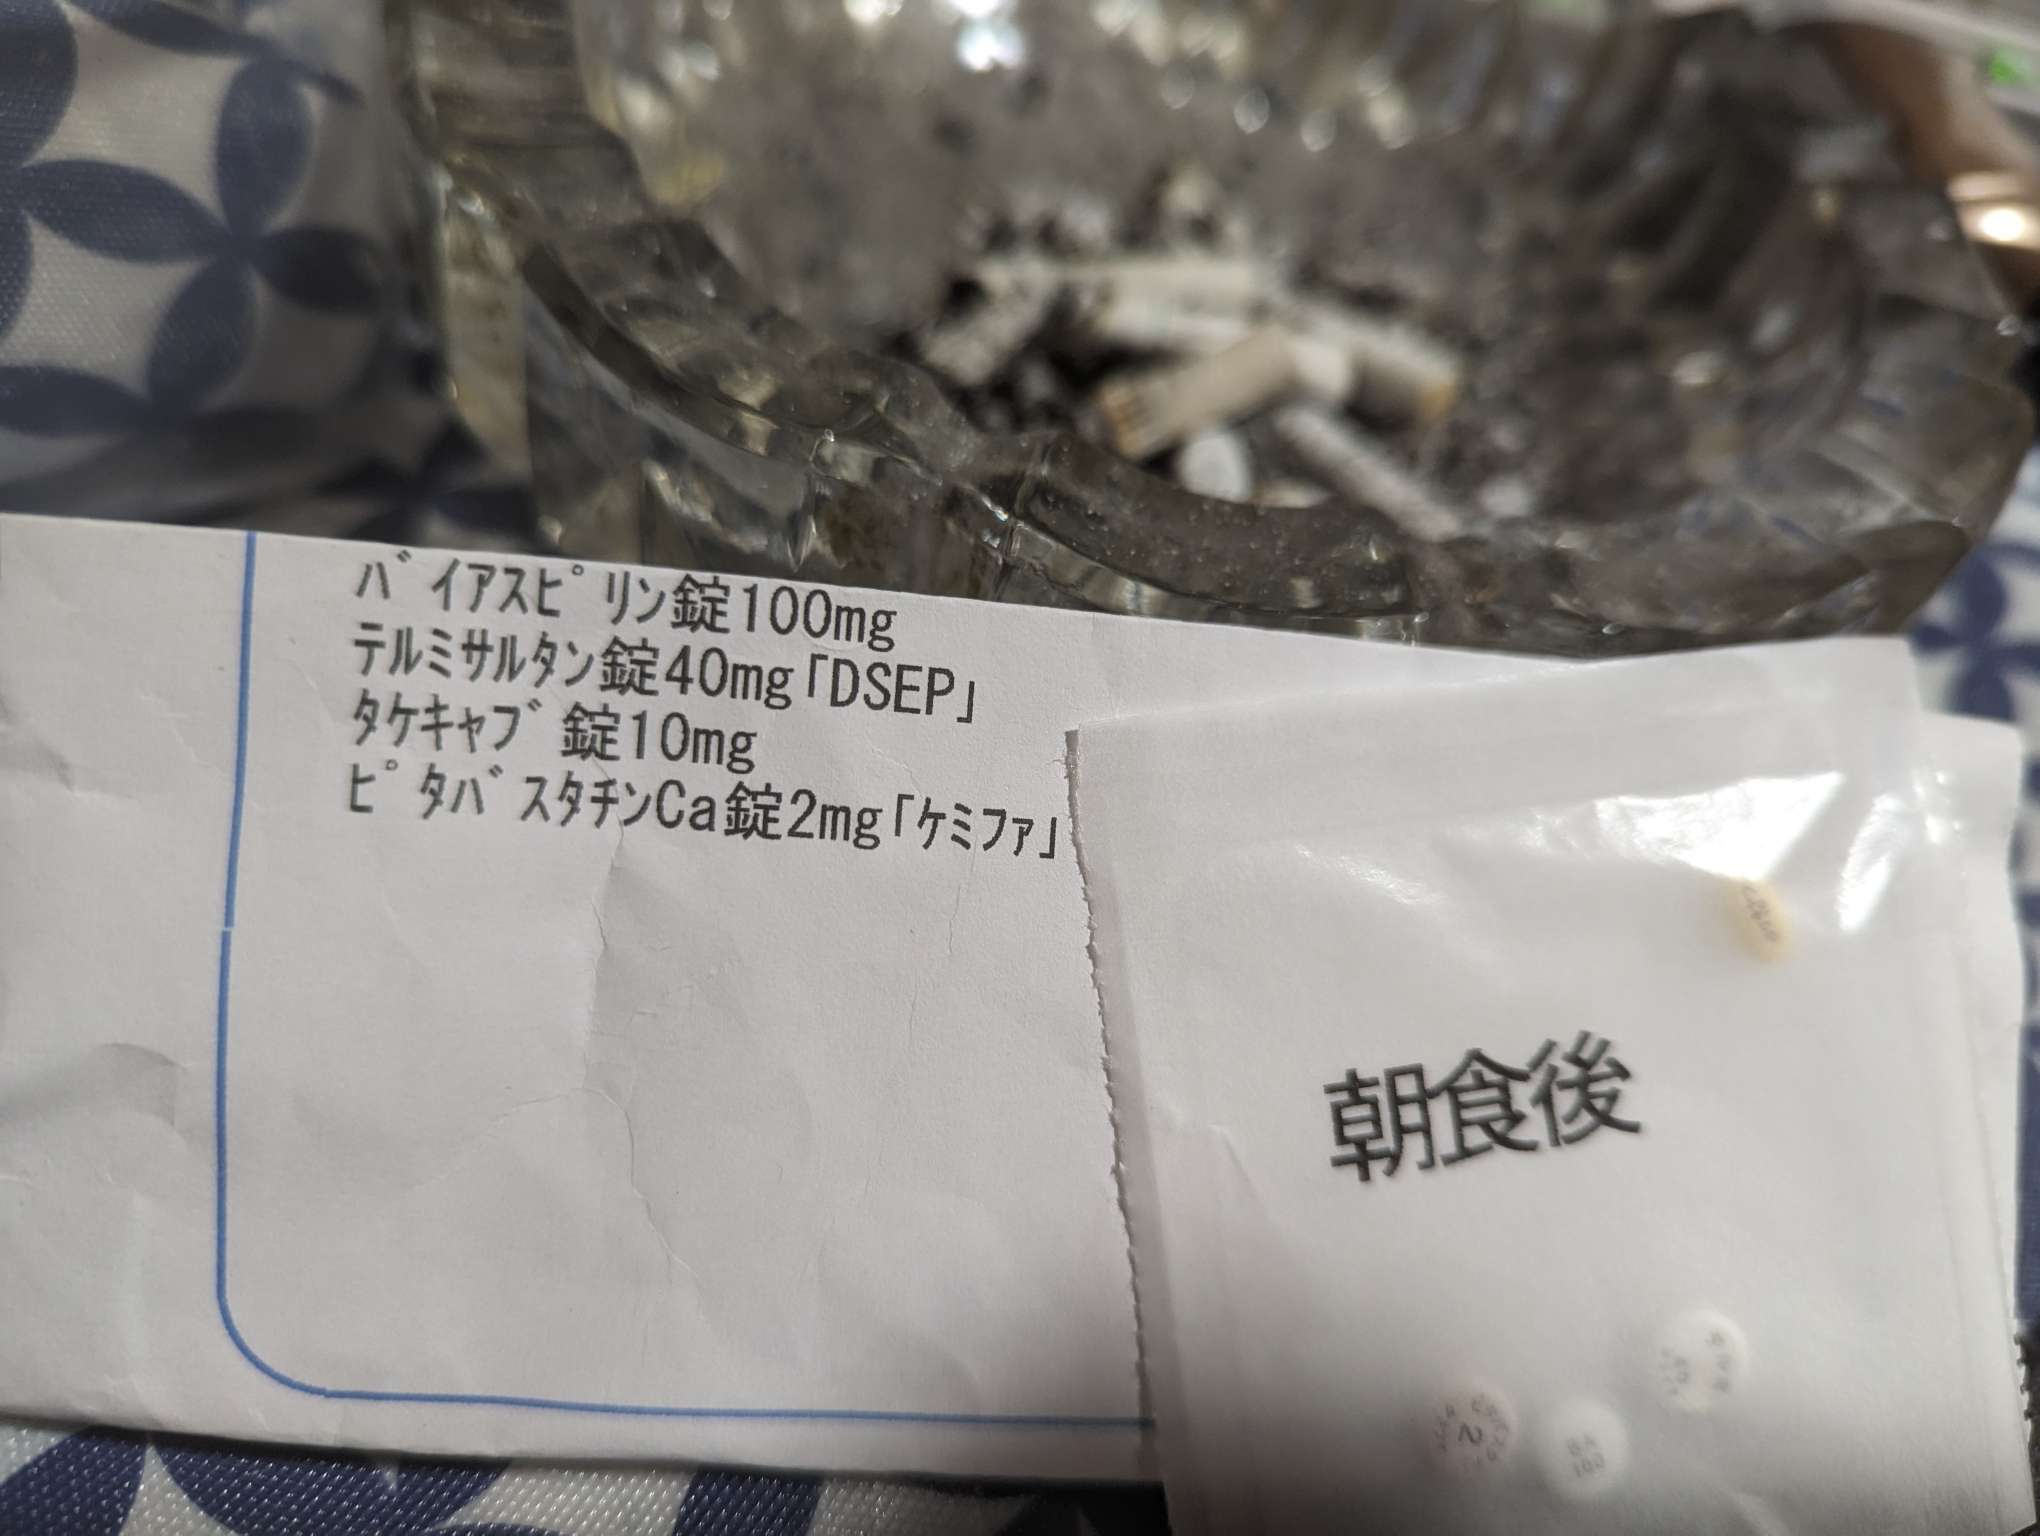 ﾊﾞｲｱｽﾋﾟﾘﾝ錠100mg
ﾃﾙﾐｻﾙﾀﾝ錠40mg｢DSEP｣
ﾀｹｷｬﾌﾞ錠10mg
ﾋﾟﾀﾊﾞｽﾀﾁﾝCa錠2mg｢ｹﾐﾌｧ｣
朝食後
2